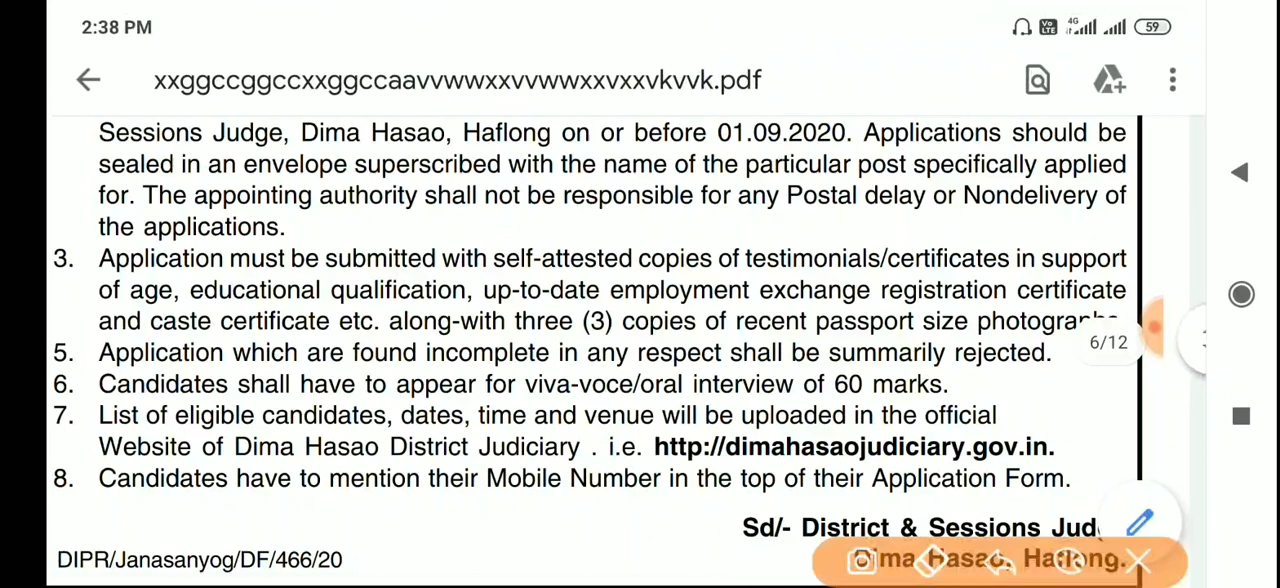 2:38 PM
Vo LTE 4G 59
xxggccggccxxggccaavvwwxxvvwwxxvxxvkvvk.pdf
Sessions Judge, Dima Hasao, Haflong on or before 01.09.2020. Applications should be
sealed in an envelope superscribed with the name of the particular post specifically applied
for. The appointing authority shall not be responsible for any Postal delay or Nondelivery of
the applications.
3. Application must be submitted with self-attested copies of testimonials/certificates in support
of age, educational qualification, up-to-date employment exchange registration certificate
and caste certificate etc. along-with three (3) copies of recent passport size
6/12
5. Application which are found incomplete in any respect shall be summarily rejected.
6. Candidates shall have to appear for viva-voce/oral interview of 60 marks.
7. List of eligible candidates, dates, time and venue will be uploaded in the official
Website of Dima Hasao District Judiciary . i.e. http://dimahasaojudiciary.gov.in.
8. Candidates have to mention their Mobile Number in the top of their Application Form.
Sd/- District & Sessions
DIPR/Janasanyog/DF/466/20
Dima Hasao, Haflong.